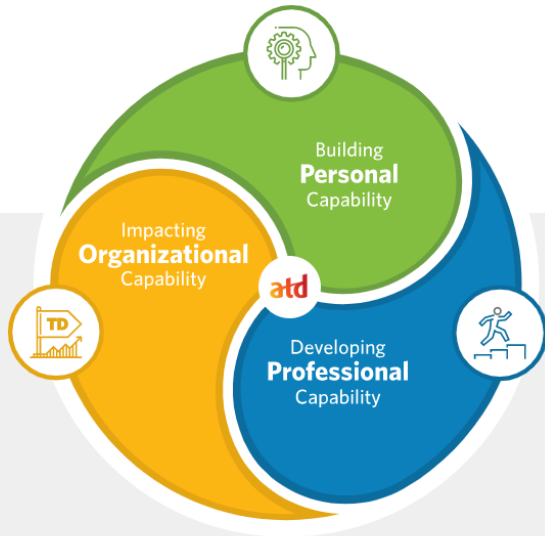 Building
Personal
Capability
Impacting
Organizational
Capability
atd
TD
Developing
Professional
Capability